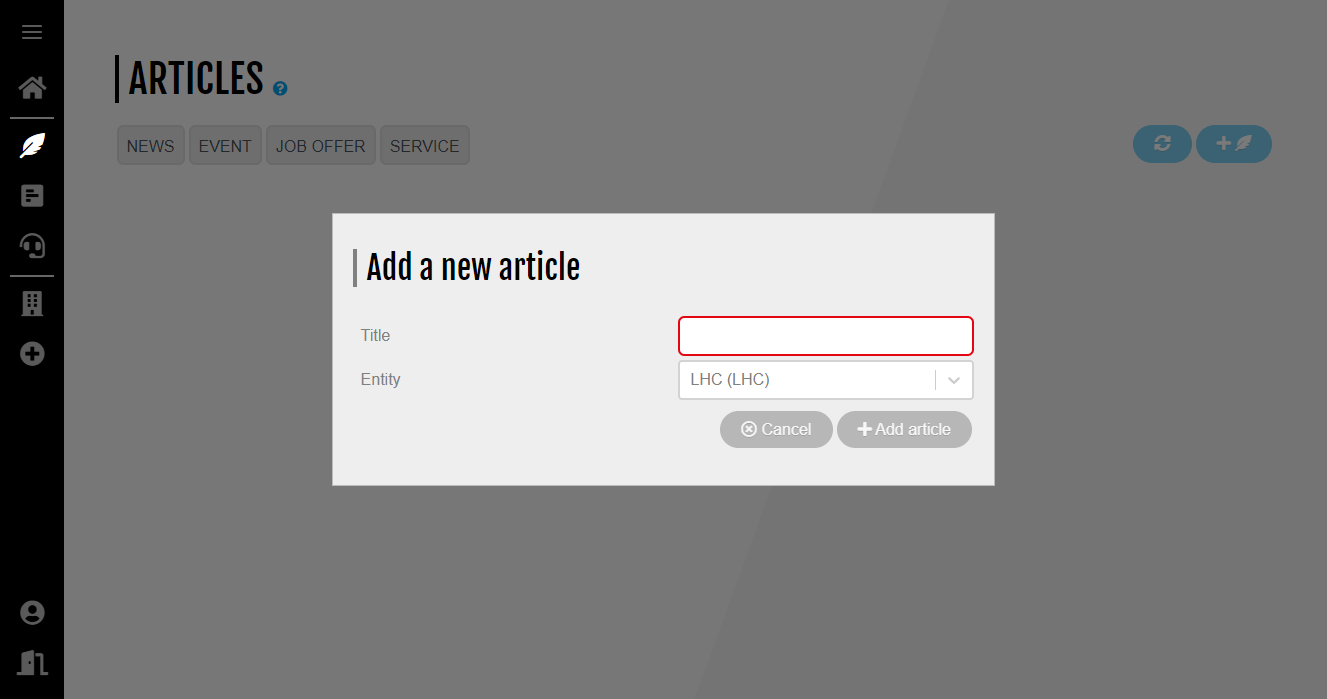 ARTICLES ?
NEWS EVENT JOB OFFER SERVICE
Add a new article
Title
Entity LHC (LHC)
Cancel Add article